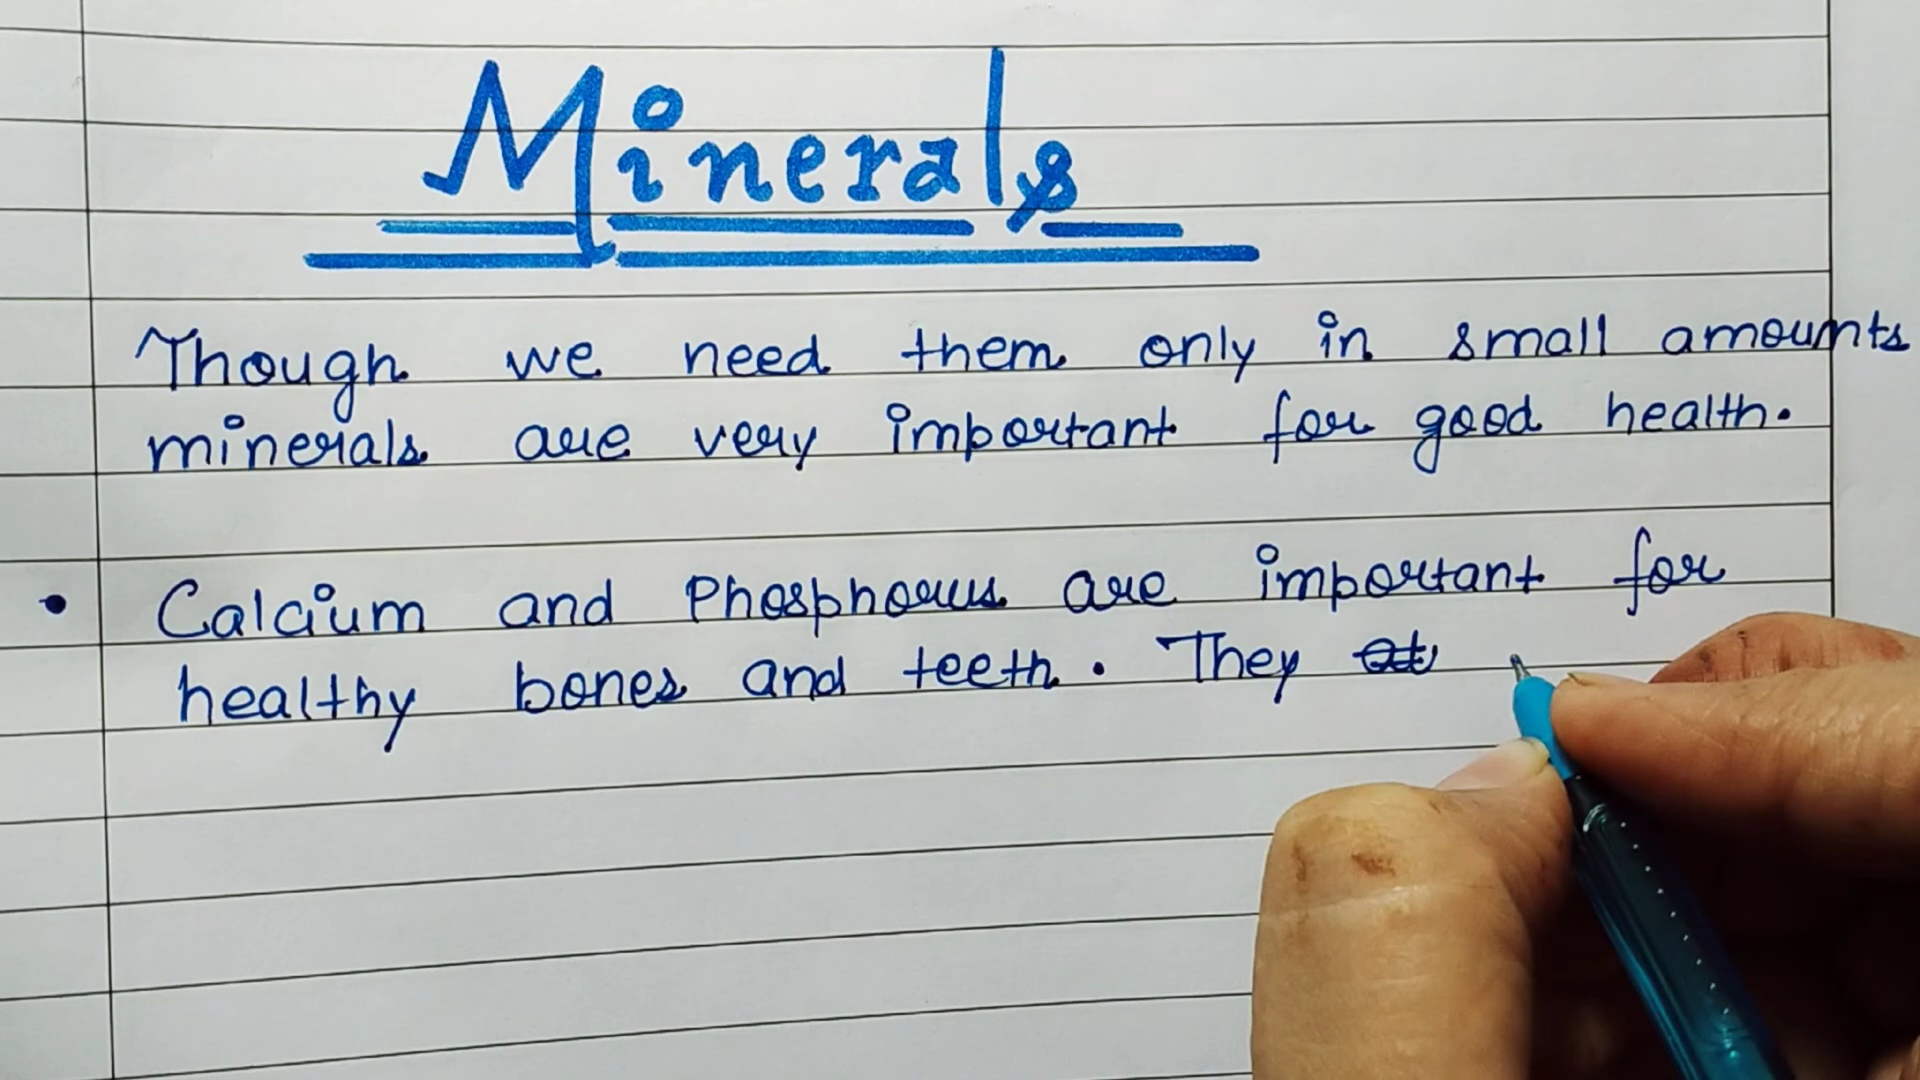 Minerals
Though we need them only in small amounts
minerals are very important for good health.
• Calcium and Phosphorus are important for
healthy bones and teeth. They